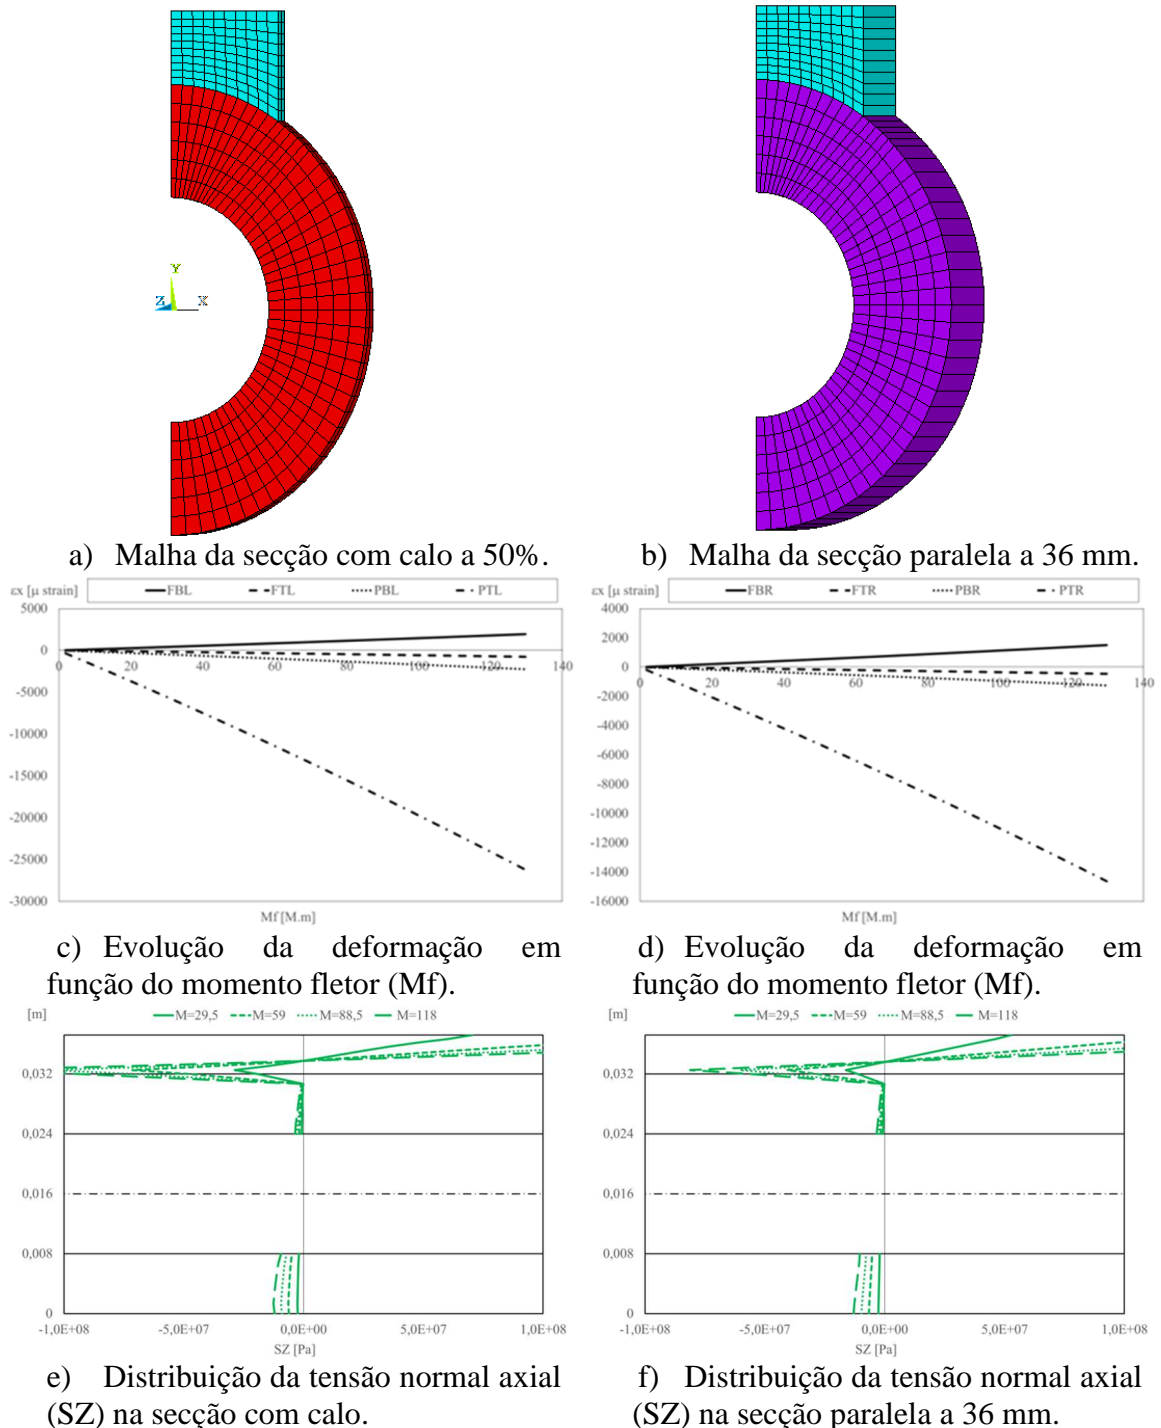 Y
Z X
a) Malha da secção com calo a 50%.
b) Malha da secção paralela a 36 mm.
εx [µ strain] FBL FTL PBL PTL
5000
0
-5000
-10000
-15000
-20000
-25000
-30000
0 20 40 60 80 100 120 140
Mf [M.m]
εx [µ strain] FBR FTR PBR PTR
4000
2000
0
-2000
-4000
-6000
-8000
-10000
-12000
-14000
-16000
0 20 40 60 80 100 120 140
Mf [M.m]
c) Evolução da deformação em
função do momento fletor (Mf).
d) Evolução da deformação em
função do momento fletor (Mf).
[m] M=29,5 M=59 M=88,5 M=118
0,032
0,024
0,016
0,008
0
-1,0E+08 -5,0E+07 0,0E+00 5,0E+07 1,0E+08
SZ [Pa]
[m] M=29,5 M=59 M=88,5 M=118
0,032
0,024
0,016
0,008
0
-1,0E+08 -5,0E+07 0,0E+00 5,0E+07 1,0E+08
SZ [Pa]
e) Distribuição da tensão normal axial
(SZ) na secção com calo.
f) Distribuição da tensão normal axial
(SZ) na secção paralela a 36 mm.